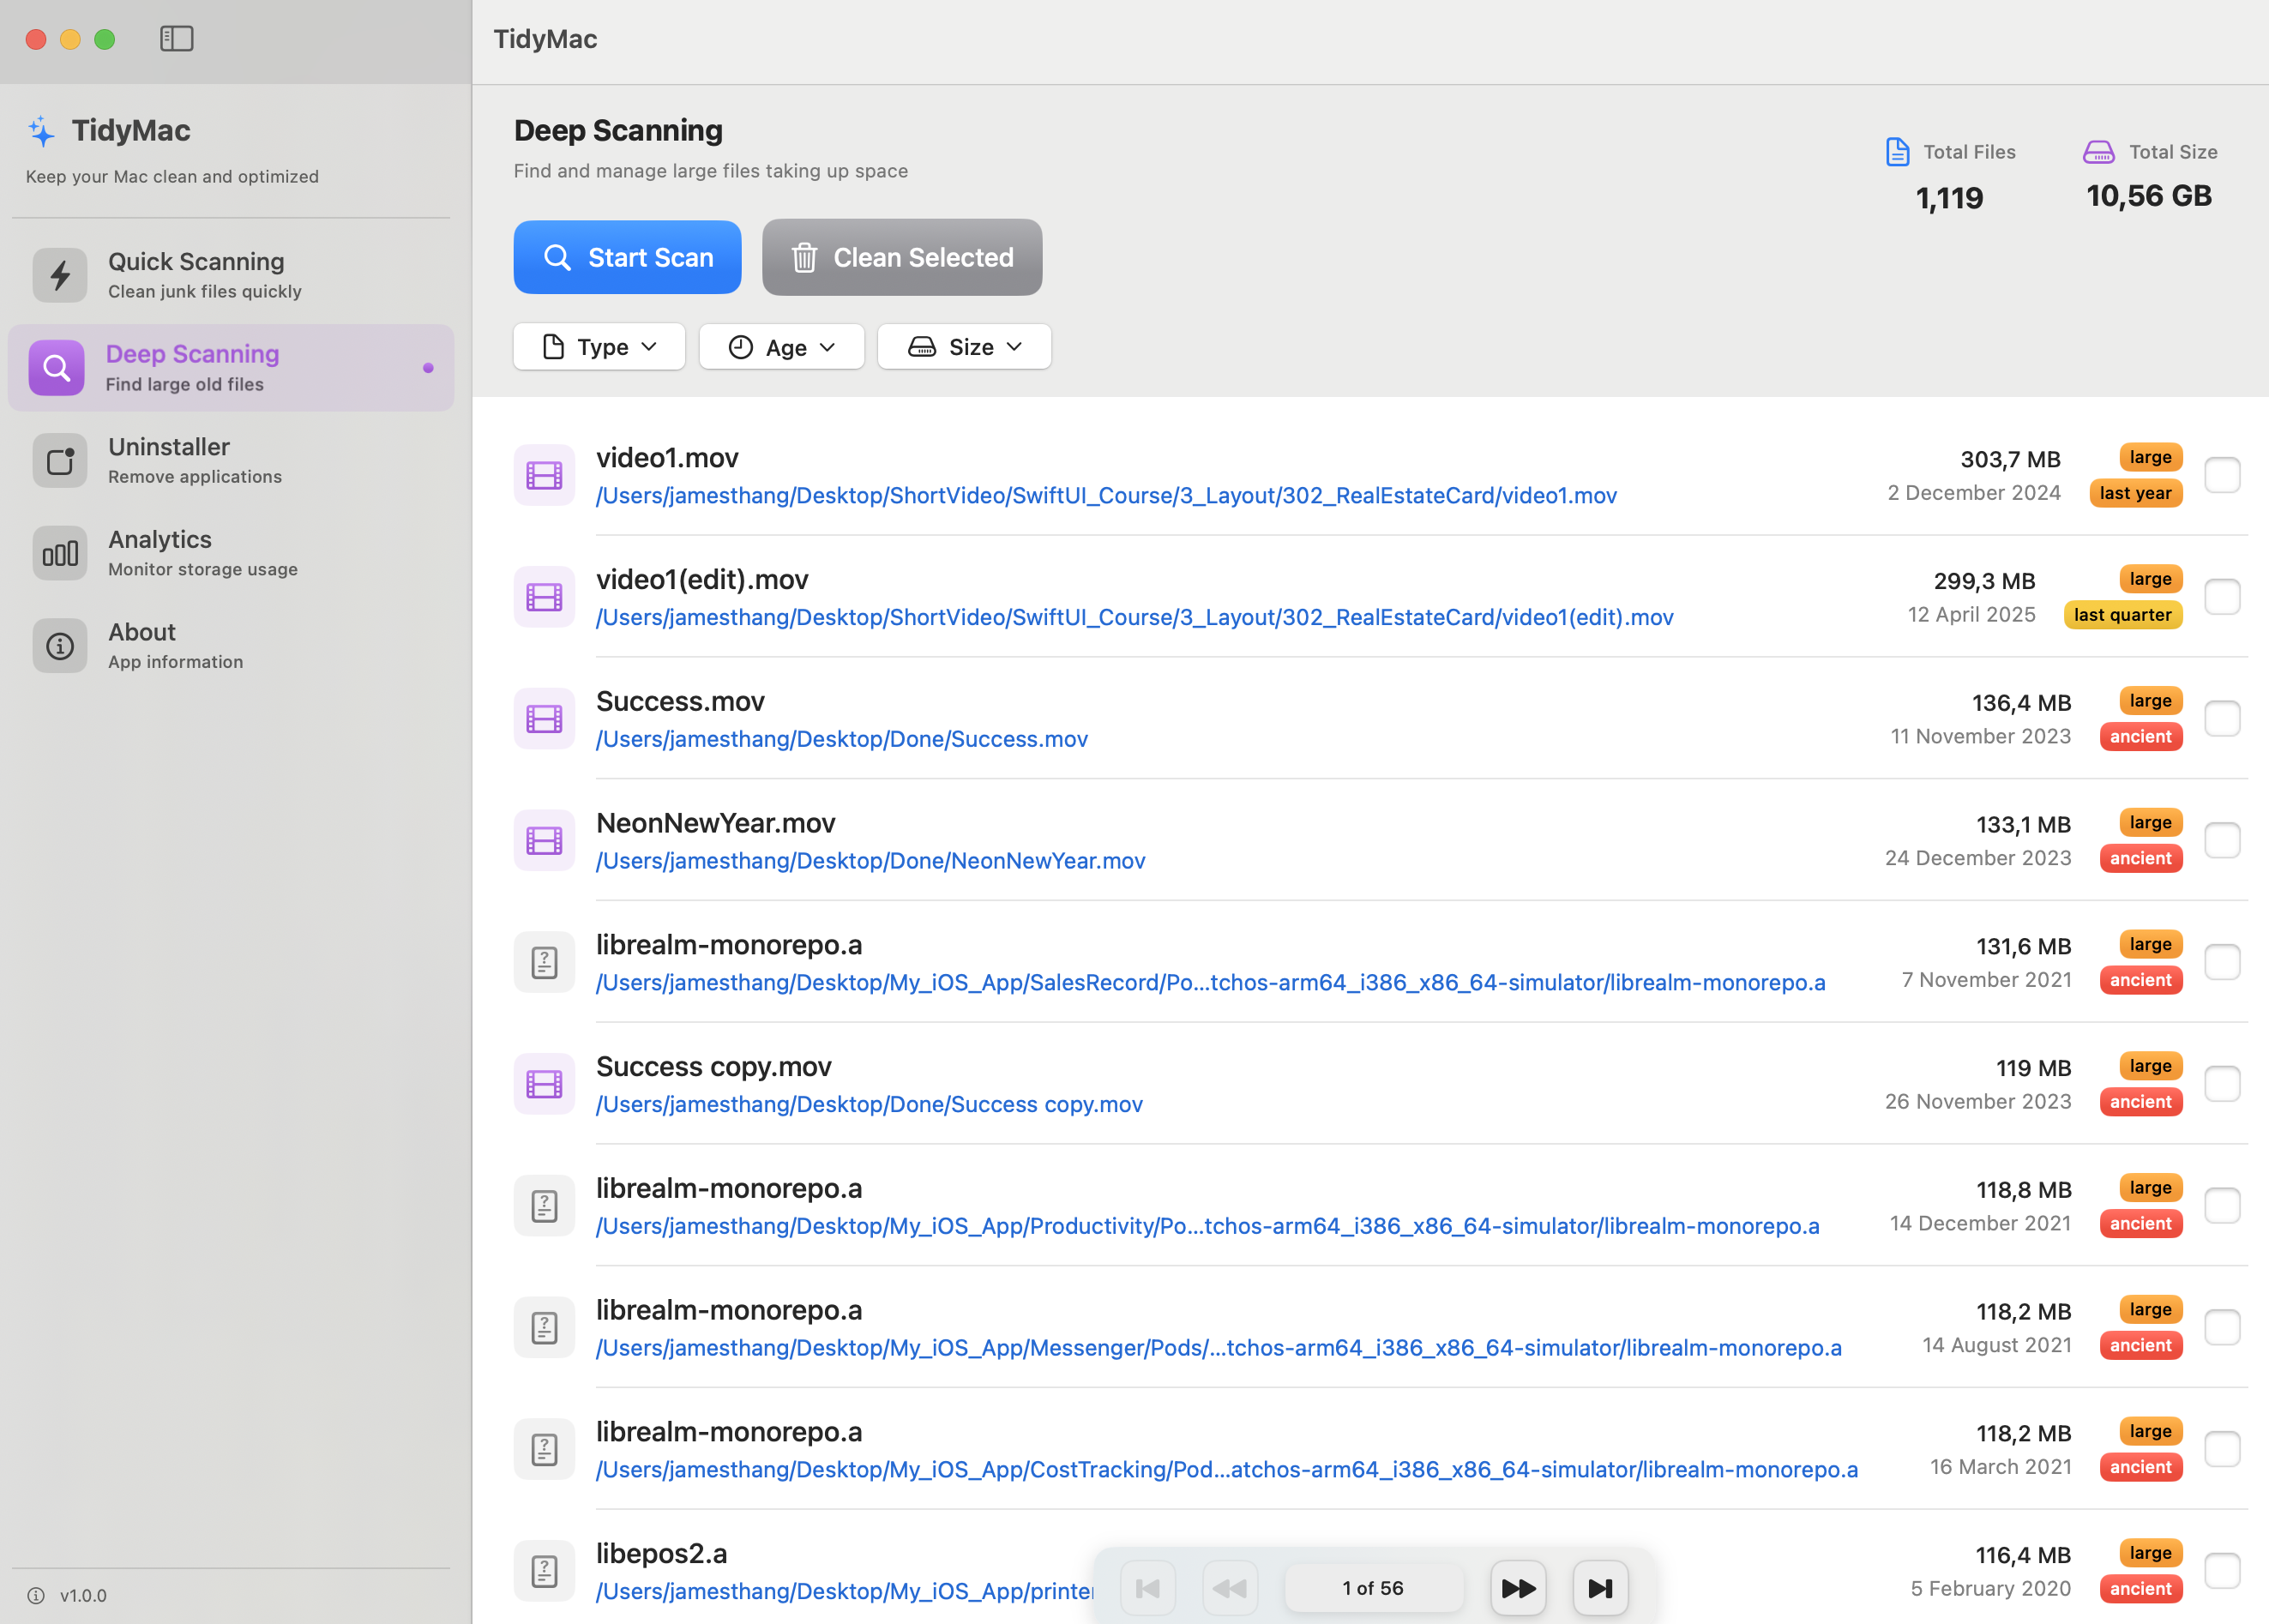 TidyMac
TidyMac
Keep your Mac clean and optimized
Quick Scanning
Clean junk files quickly
Deep Scanning
Find large old files
Uninstaller
Remove applications
Analytics
Monitor storage usage
About
App information
v1.0.0
Deep Scanning
Find and manage large files taking up space
Total Files
1,119
Total Size
10,56 GB
Start Scan
Clean Selected
Type
Age
Size
video1.mov
/Users/jamesthang/Desktop/ShortVideo/SwiftUI_Course/3_Layout/302_RealEstateCard/video1.mov
303,7 MB
2 December 2024
large
last year
video1(edit).mov
/Users/jamesthang/Desktop/ShortVideo/SwiftUI_Course/3_Layout/302_RealEstateCard/video1(edit).mov
299,3 MB
12 April 2025
large
last quarter
Success.mov
/Users/jamesthang/Desktop/Done/Success.mov
136,4 MB
11 November 2023
large
ancient
NeonNewYear.mov
/Users/jamesthang/Desktop/Done/NeonNewYear.mov
133,1 MB
24 December 2023
large
ancient
librealm-monorepo.a
/Users/jamesthang/Desktop/My_iOS_App/SalesRecord/Po...tchos-arm64_i386_x86_64-simulator/librealm-monorepo.a
131,6 MB
7 November 2021
large
ancient
Success copy.mov
/Users/jamesthang/Desktop/Done/Success copy.mov
119 MB
26 November 2023
large
ancient
librealm-monorepo.a
/Users/jamesthang/Desktop/My_iOS_App/Productivity/Po...tchos-arm64_i386_x86_64-simulator/librealm-monorepo.a
118,8 MB
14 December 2021
large
ancient
librealm-monorepo.a
/Users/jamesthang/Desktop/My_iOS_App/Messenger/Pods/...tchos-arm64_i386_x86_64-simulator/librealm-monorepo.a
118,2 MB
14 August 2021
large
ancient
librealm-monorepo.a
/Users/jamesthang/Desktop/My_iOS_App/CostTracking/Pod...atchos-arm64_i386_x86_64-simulator/librealm-monorepo.a
118,2 MB
16 March 2021
large
ancient
libepos2.a
/Users/jamesthang/Desktop/My_iOS_App/printer
116,4 MB
5 February 2020
large
ancient
1 of 56